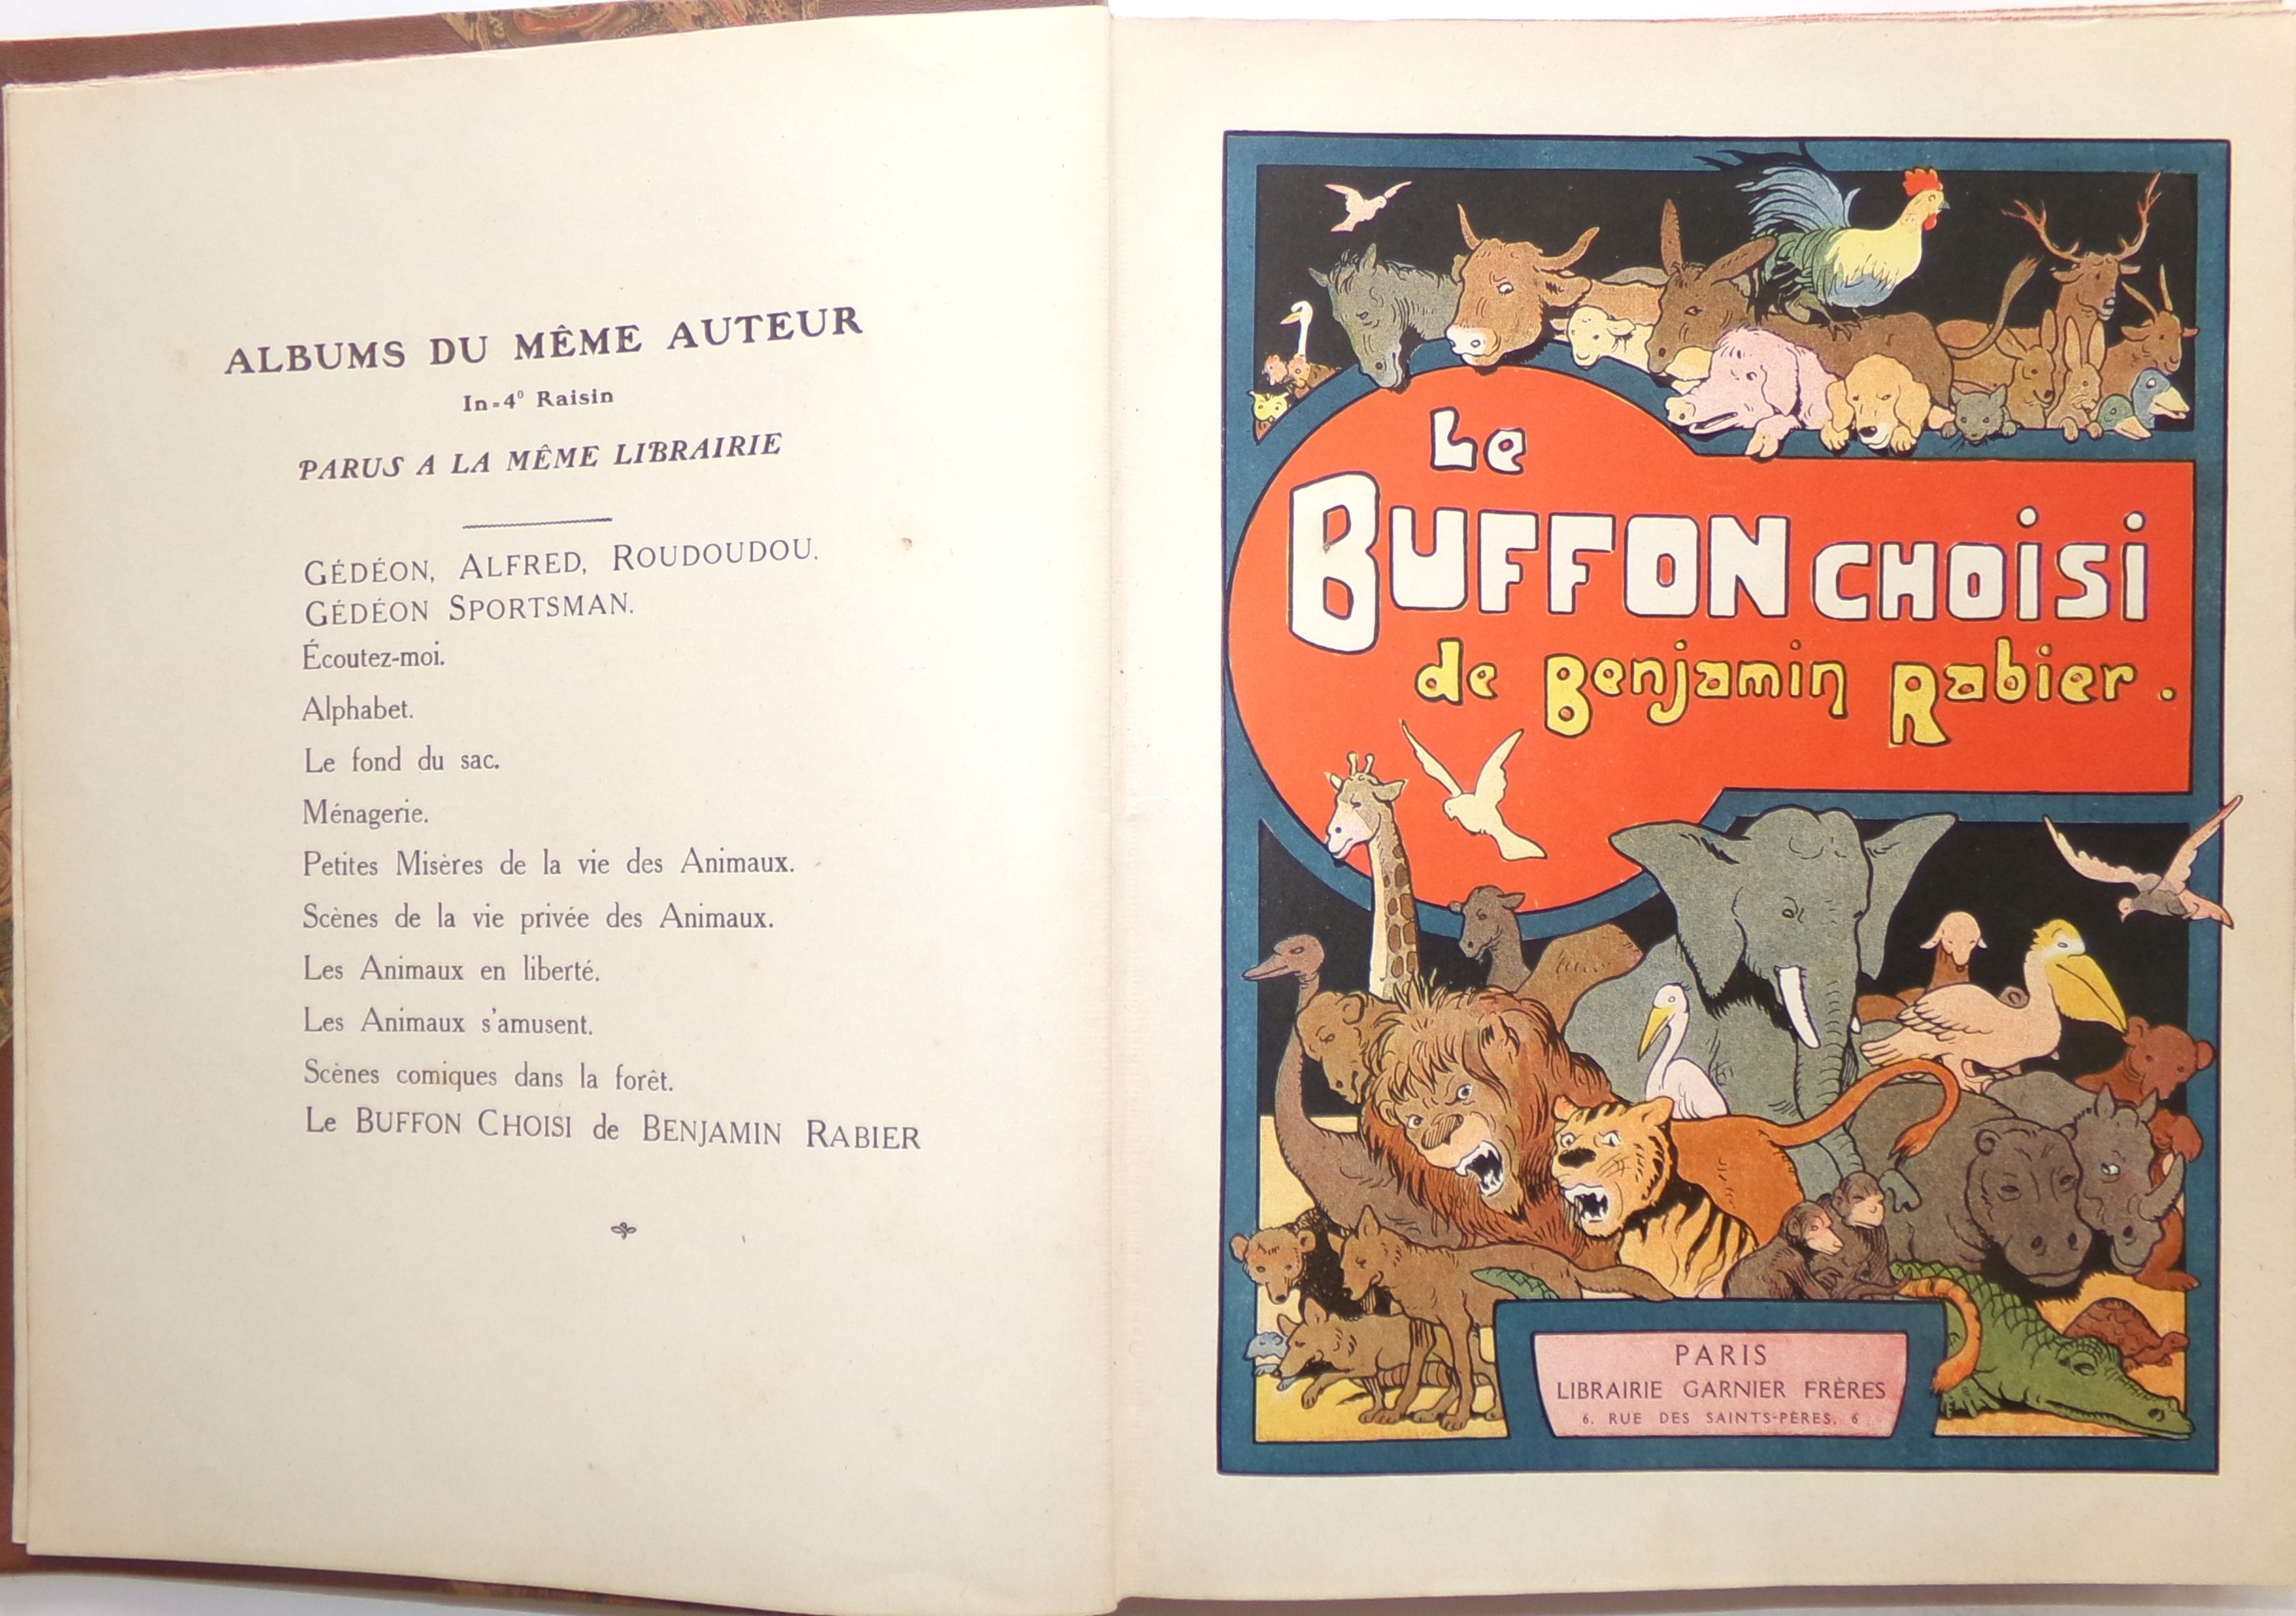 ALBUMS DU MÊME AUTEUR
In-4º Raisin
PARUS A LA MÊME LIBRAIRIE
GÉDÉON, ALFRED, ROUDOUDOU.
GÉDÉON SPORTSMAN.
Écoutez-moi.
Alphabet.
Le fond du sac.
Ménagerie.
Petites Misères de la vie des Animaux.
Scènes de la vie privée des Animaux.
Les Animaux en liberté.
Les Animaux s'amusent.
Scènes comiques dans la forêt.
Le BUFFON CHOISI de BENJAMIN RABIER
Le
BUFFON CHOISI
de Benjamin Rabier.
PARIS
LIBRAIRIE GARNIER FRÈRES
6, RUE DES SAINTS-PÈRES, 6